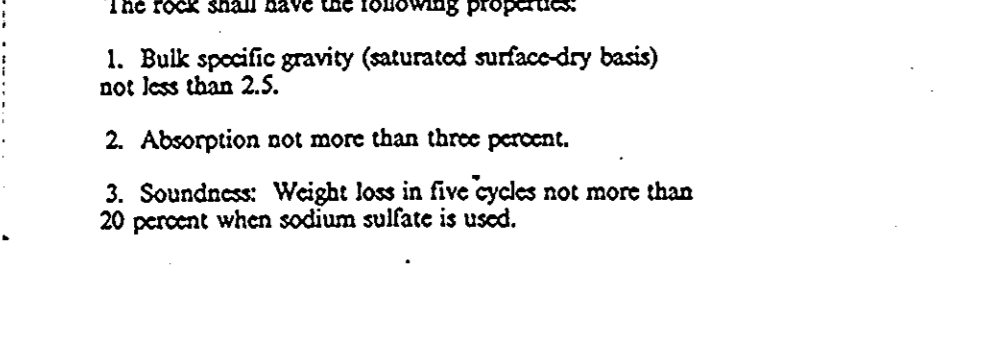 The rock shall have the following properties:
1. Bulk specific gravity (saturated surface-dry basis)
not less than 2.5.
2. Absorption not more than three percent.
3. Soundness: Weight loss in five cycles not more than
20 percent when sodium sulfate is used.